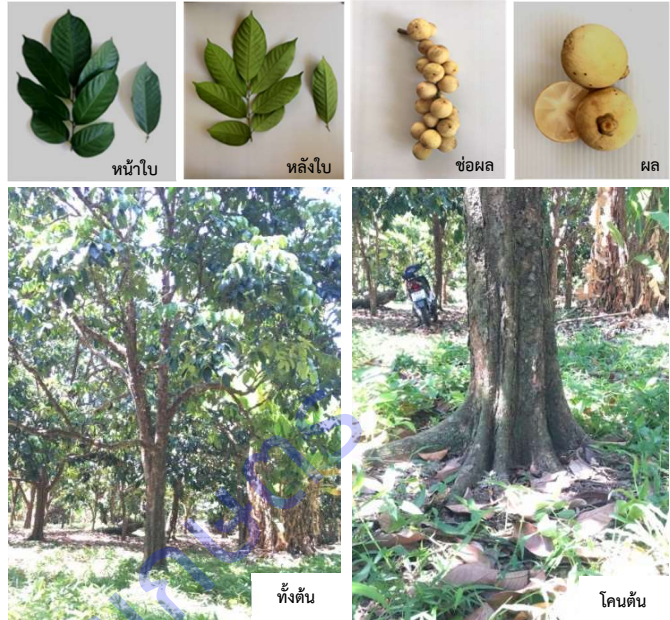 หน้าใบ
หลังใบ
ช่อผล
ผล
ทั้งต้น
โคนต้น